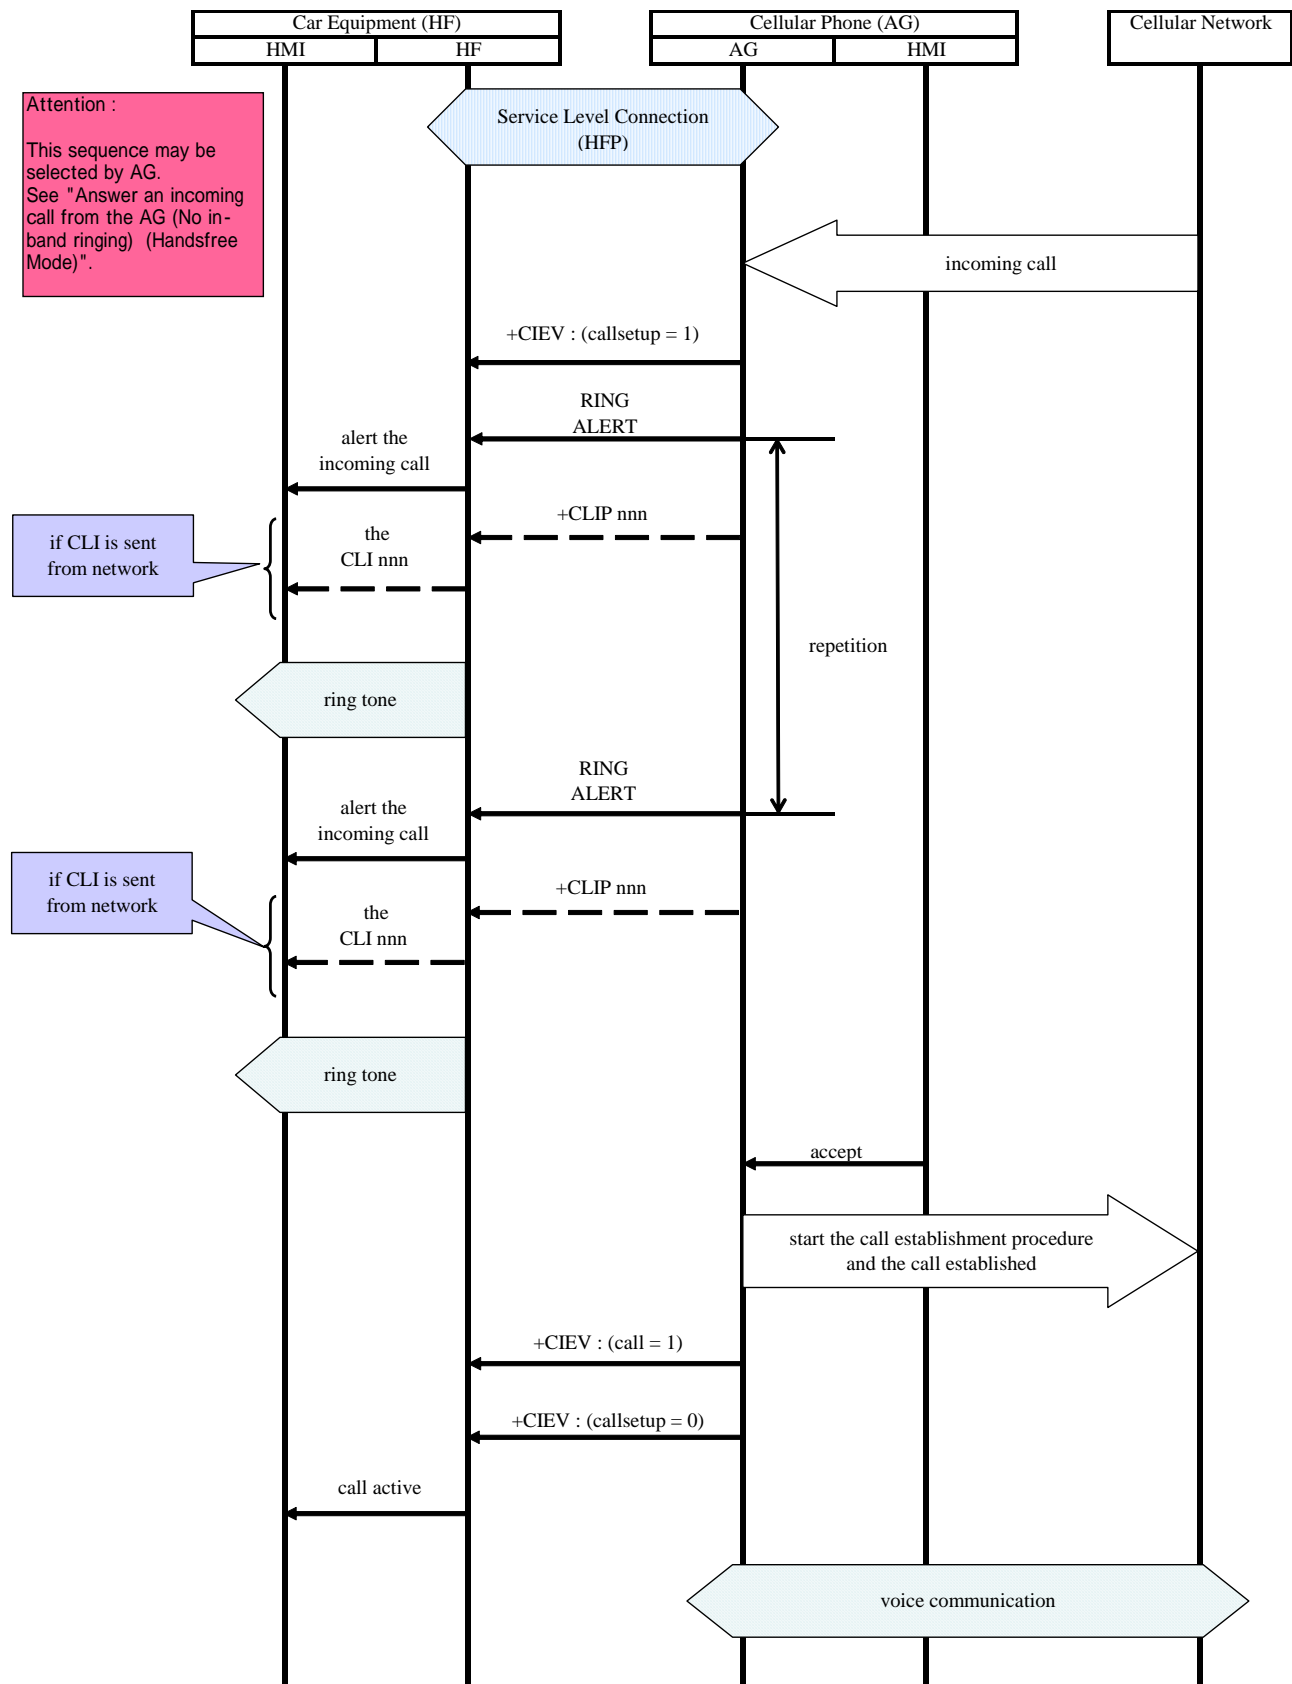 Car Equipment (HF)
HMI
HF
Cellular Phone (AG)
AG
HMI
Cellular Network
Attention :
This sequence may be
selected by AG.
See "Answer an incoming
call from the AG (No in-
band ringing) (Handsfree
Mode)".
Service Level Connection
(HFP)
incoming call
+CIEV : (callsetup = 1)
RING
ALERT
alert the
incoming call
+CLIP nnn
if CLI is sent
from network
the
CLI nnn
repetition
ring tone
RING
ALERT
alert the
incoming call
+CLIP nnn
if CLI is sent
from network
the
CLI nnn
ring tone
accept
start the call establishment procedure
and the call established
+CIEV : (call = 1)
+CIEV : (callsetup = 0)
call active
voice communication